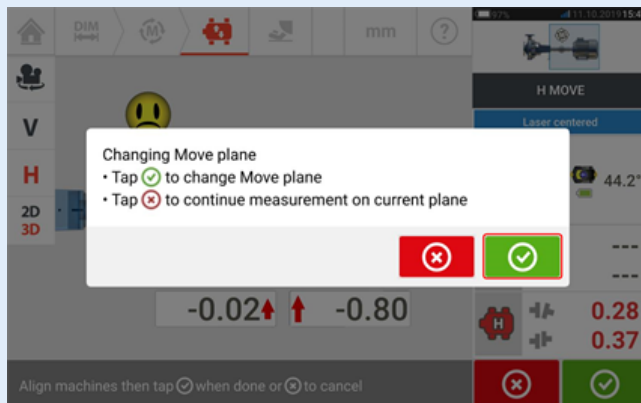 DIM
mm
?
97%
11.10.2019 15:4
H MOVE
Laser centered
V
H
2D
3D
44.2°
Changing Move plane
• Tap to change Move plane
• Tap to continue measurement on current plane
---
---
-0.02
-0.80
H
0.28
0.37
Align machines then tap when done or to cancel